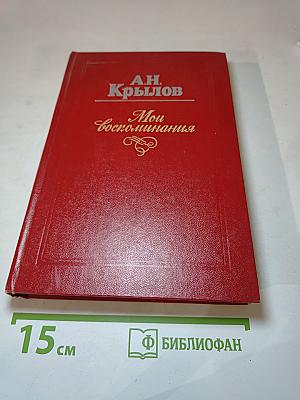 А.Н.
Крылов
Мои
воспоминания
15 см
Ф БИБЛИОФАН